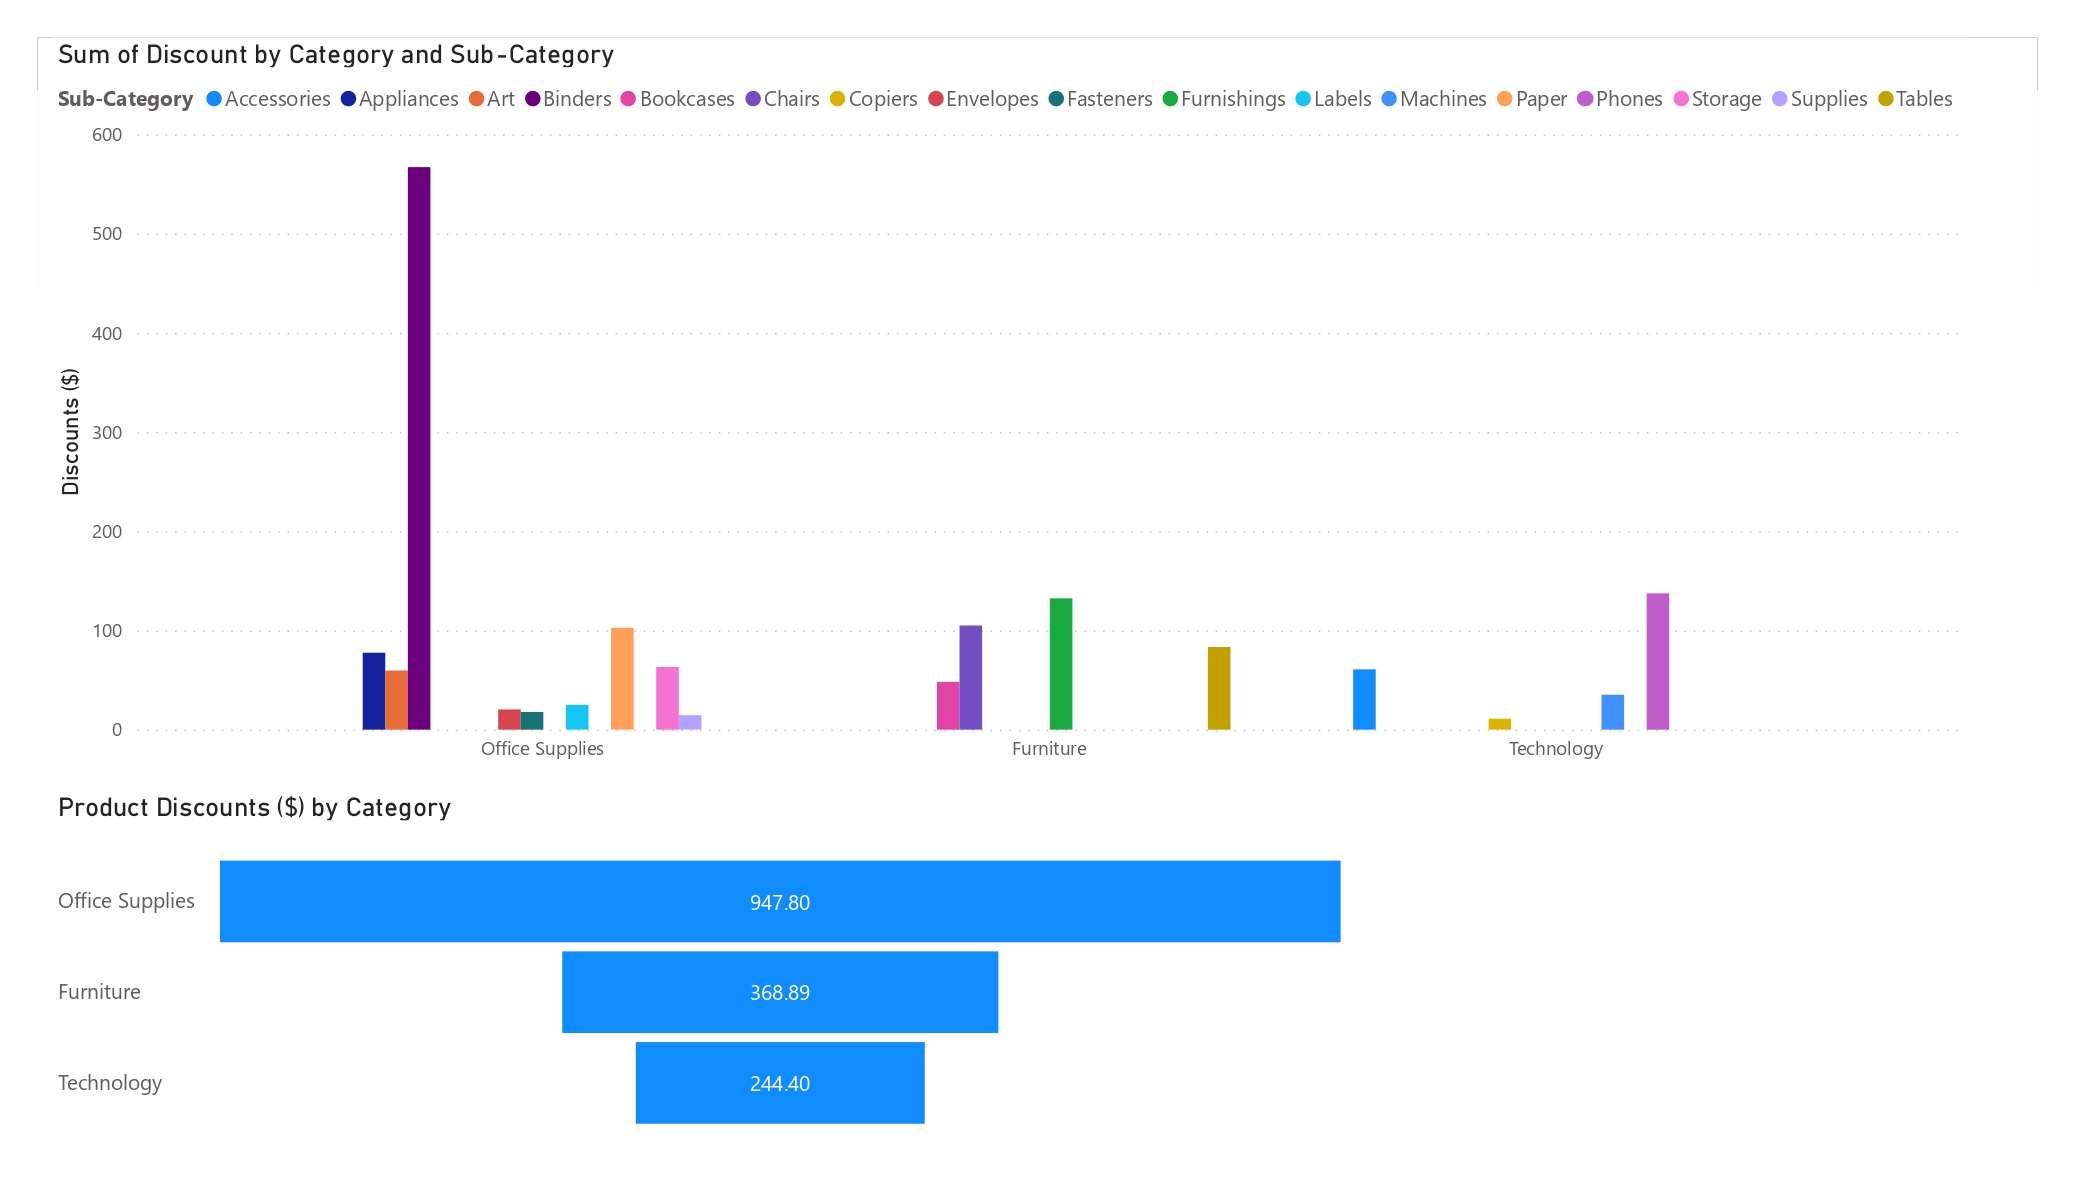 Sum of Discount by Category and Sub-Category
Sub-Category Accessories Appliances Art Binders Bookcases Chairs Copiers Envelopes Fasteners Furnishings Labels Machines Paper Phones Storage Supplies Tables
600
500
400
300
200
100
0
Discounts ($)
Office Supplies Furniture Technology
Product Discounts ($) by Category
Office Supplies 947.80
Furniture 368.89
Technology 244.40